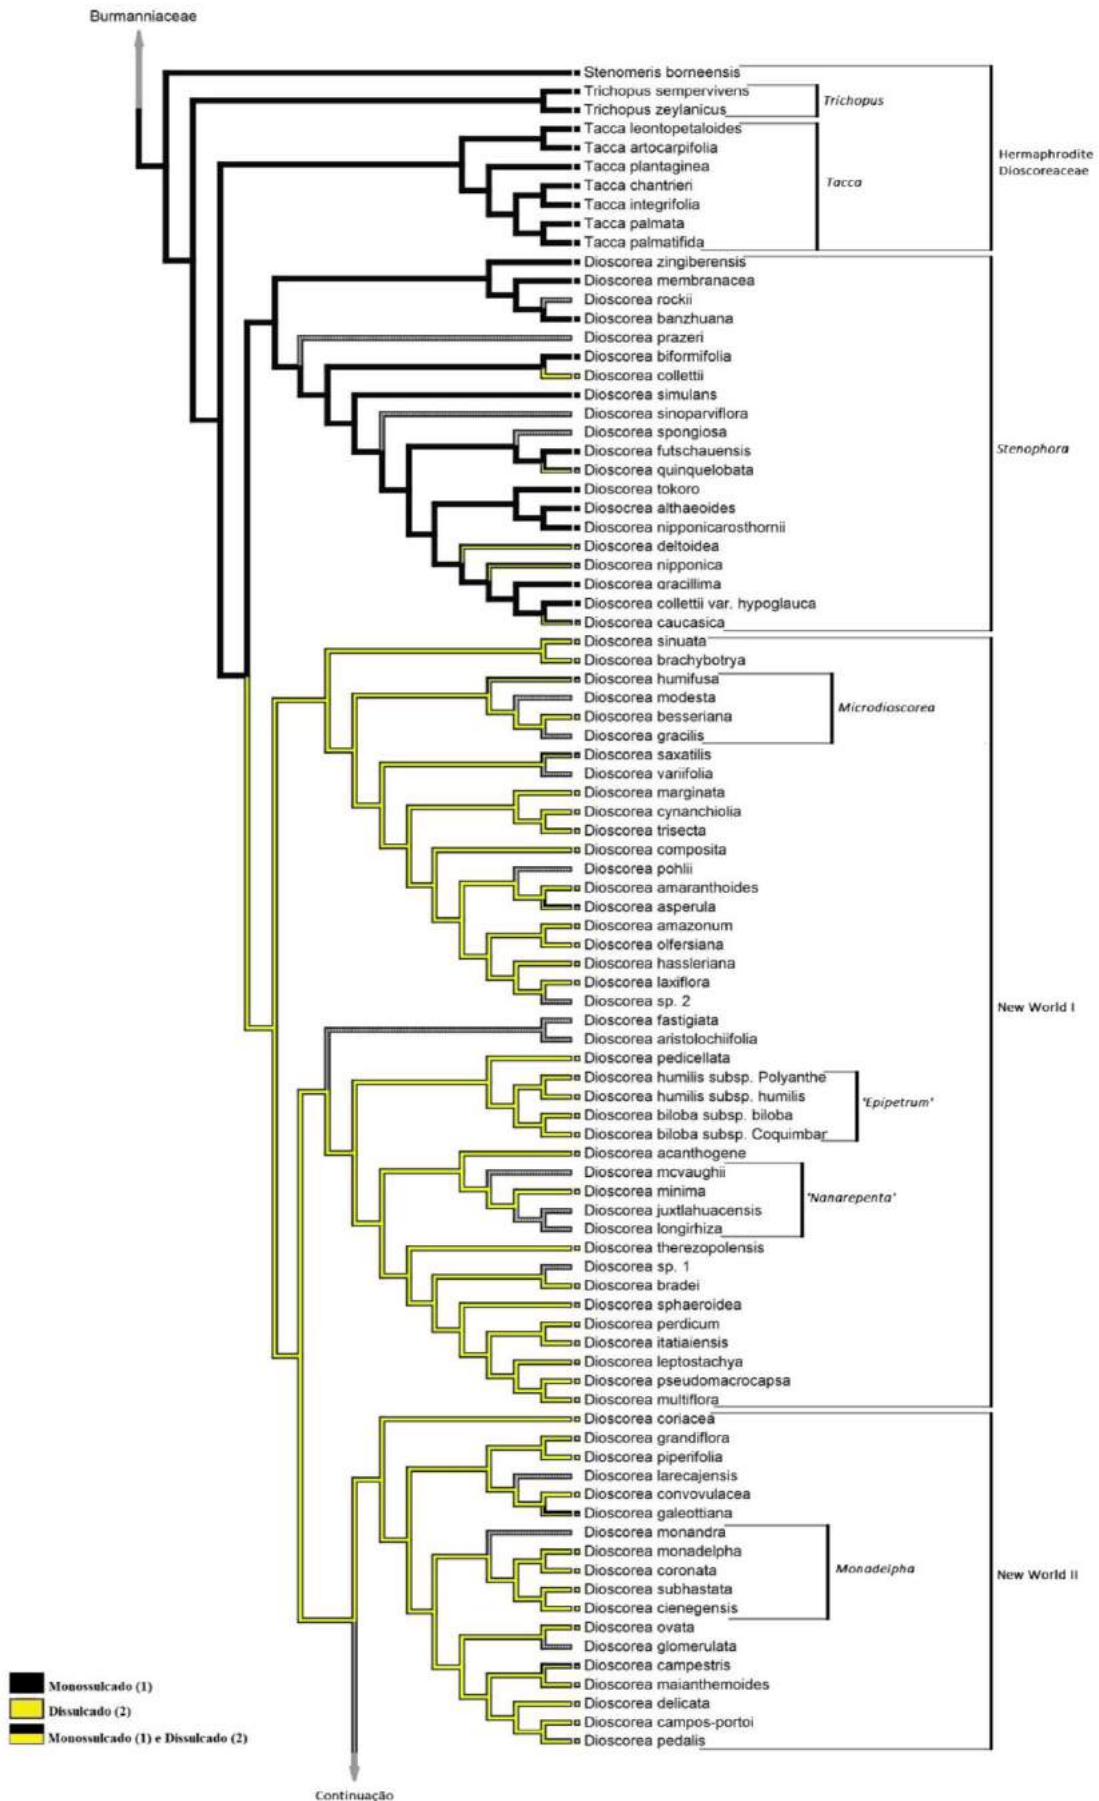 Burmanniaceae
Stenomeris borneensis
Trichopus sempervivens
Trichopus zeylanicus
Trichopus
Tacca leontopetaloides
Tacca artocarpifolia
Tacca plantaginea
Tacca chantrieri
Tacca integrifolia
Tacca palmata
Tacca palmatifida
Tacca
Hermaphrodite
Dioscoreaceae
Dioscorea zingiberensis
Dioscorea membranacea
Dioscorea rockii
Dioscorea banzhuana
Dioscorea prazeri
Dioscorea biformifolia
Dioscorea collettii
Dioscorea simulans
Dioscorea sinoparviflora
Dioscorea spongiosa
Dioscorea futschauensis
Dioscorea quinquelobata
Dioscorea tokoro
Diosocrea althaeoides
Diosocrea nipponicarosthornii
Dioscorea deltoidea
Dioscorea nipponica
Dioscorea gracillima
Dioscorea collettii var. hypoglauca
Dioscorea caucasica
Stenophora
Dioscorea sinuata
Dioscorea brachybotrya
Dioscorea humifusa
Dioscorea modesta
Dioscorea besseriana
Dioscorea gracilis
Microdioscorea
Dioscorea saxatilis
Dioscorea variifolia
Dioscorea marginata
Dioscorea cynanchiolia
Dioscorea trisecta
Dioscorea composita
Dioscorea pohlii
Dioscorea amaranthoides
Dioscorea asperula
Dioscorea amazonum
Dioscorea olfersiana
Dioscorea hassleriana
Dioscorea laxiflora
Dioscorea sp. 2
Dioscorea fastigiata
Dioscorea aristolochiifolia
Dioscorea pedicellata
Dioscorea humilis subsp. Polyanthe
Dioscorea humilis subsp. humilis
Dioscorea biloba subsp. biloba
Dioscorea biloba subsp. Coquimbar
'Epipetrum'
Dioscorea acanthogene
Dioscorea mcvaughii
Dioscorea minima
Dioscorea juxtlahuacensis
Dioscorea longirhiza
'Nanarepenta'
Dioscorea therezopolensis
Dioscorea sp. 1
Dioscorea bradei
Dioscorea sphaeroidea
Dioscorea perdicum
Dioscorea itatiaiensis
Dioscorea leptostachya
Dioscorea pseudomacrocapsa
Dioscorea multiflora
New World I
Dioscorea coriacea
Dioscorea grandiflora
Dioscorea piperifolia
Dioscorea larecajensis
Dioscorea convovulacea
Dioscorea galeottiana
Dioscorea monandra
Dioscorea monadelpha
Dioscorea coronata
Dioscorea subhastata
Dioscorea cienegensis
Monadelpha
Dioscorea ovata
Dioscorea glomerulata
Dioscorea campestris
Dioscorea maianthemoides
Dioscorea delicata
Dioscorea campos-portoi
Dioscorea pedalis
New World II
Monossulcado (1)
Dissulcado (2)
Monossulcado (1) e Dissulcado (2)
Continuação